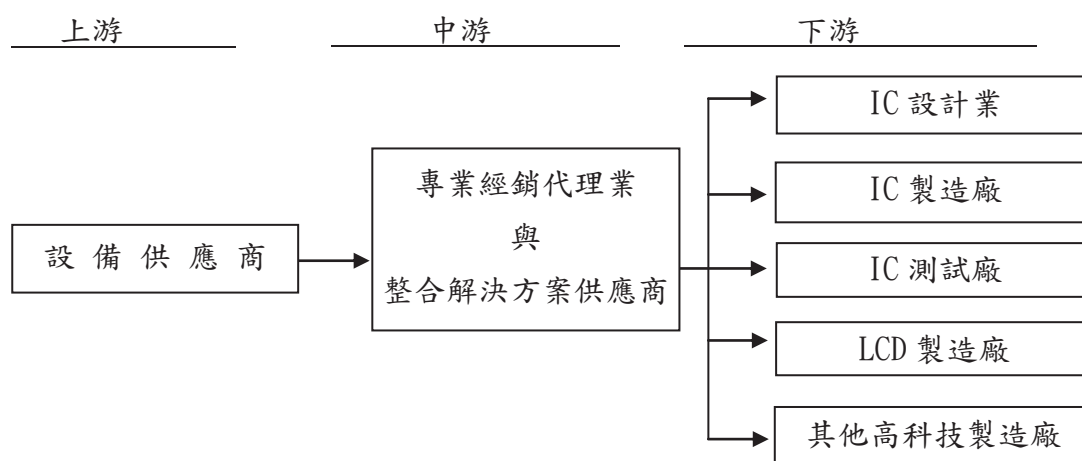 上游
中游
下游
設備供應商
專業經銷代理業
與
整合解決方案供應商
IC 設計業
IC 製造廠
IC 測試廠
LCD 製造廠
其他高科技製造廠